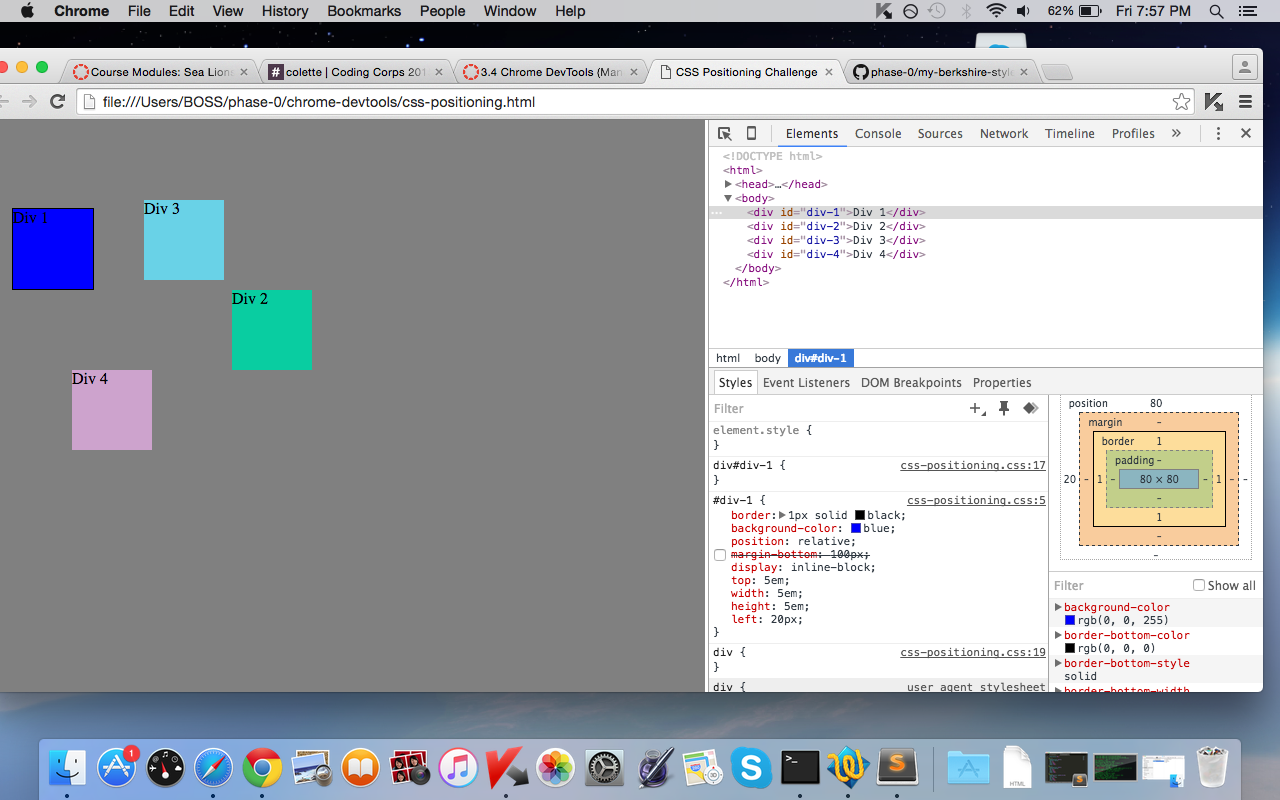 Chrome File Edit View History Bookmarks People Window Help 62% Fri 7:57 PM
Course Modules: Sea Lion
colette | Coding Corps 201
3.4 Chrome DevTools (Man
CSS Positioning Challenge
phase-0/my-berkshire-style
file:///Users/BOSS/phase-0/chrome-devtools/css-positioning.html
Div 1
Div 3
Div 2
Div 4
Elements Console Sources Network Timeline Profiles »
<!DOCTYPE html>
<html>
<head>…</head>
<body>
<div id="div-1">Div 1</div>
<div id="div-2">Div 2</div>
<div id="div-3">Div 3</div>
<div id="div-4">Div 4</div>
</body>
</html>
html body div#div-1
Styles Event Listeners DOM Breakpoints Properties
Filter
element.style {
}
div#div-1 { css-positioning.css:17
}
#div-1 { css-positioning.css:5
border: 1px solid black;
background-color: blue;
position: relative;
margin-bottom: 100px;
display: inline-block;
top: 5em;
width: 5em;
height: 5em;
left: 20px;
}
div { css-positioning.css:19
}
div { user agent stylesheet
position 80
margin -
border 1
padding -
20 - 1 - 80 × 80 - 1 - -
-
1
-
-
Filter Show all
background-color
rgb(0, 0, 255)
border-bottom-color
rgb(0, 0, 0)
border-bottom-style
solid
border-bottom-width
1
HTML